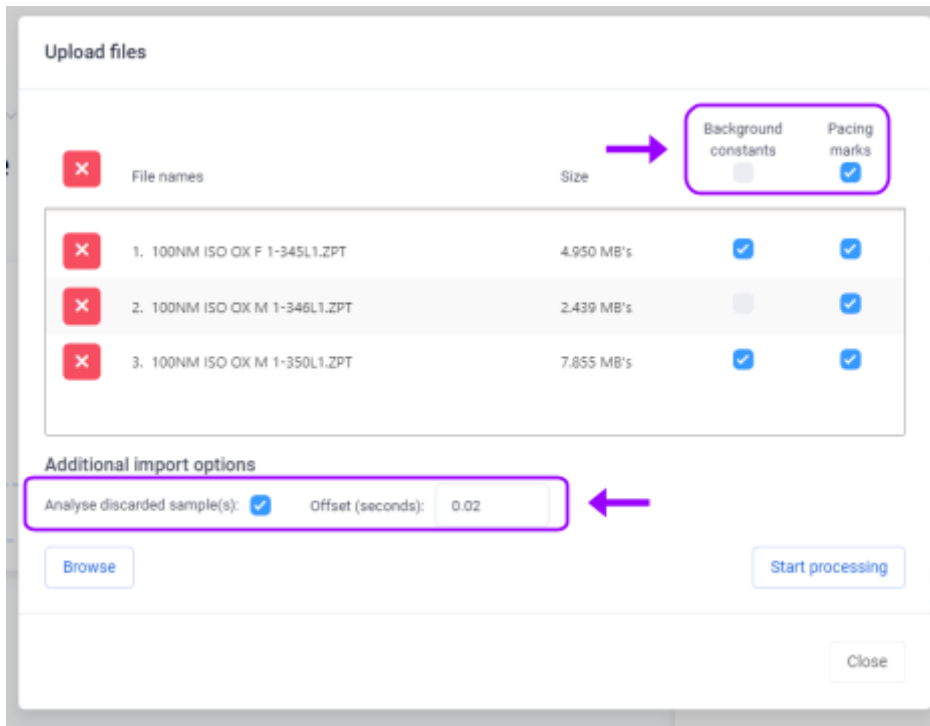 Upload files
Background constants
Pacing marks
File names
Size
1. 100NM ISO OX F 1-345L1.ZPT 4.950 MB's
2. 100NM ISO OX M 1-346L1.ZPT 2.439 MB's
3. 100NM ISO OX M 1-350L1.ZPT 7.855 MB's
Additional import options
Analyse discarded sample(s): Offset (seconds): 0.02
Browse
Start processing
Close